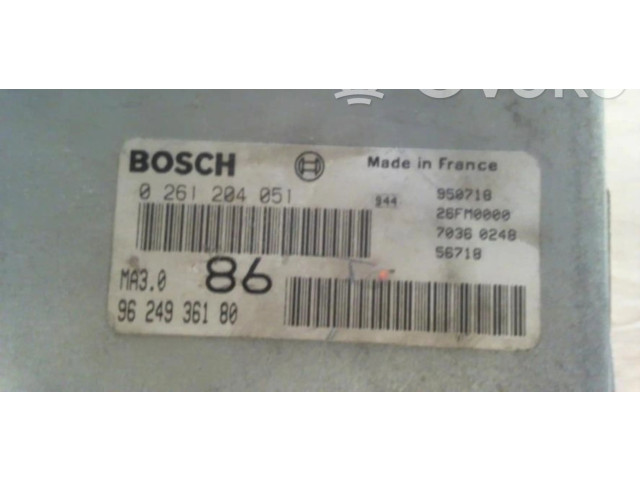 BOSCH
Made in France
0 261 204 051
944
950718
26FM0000
7036 0248
56718
MA3.0
86
96 249 361 80